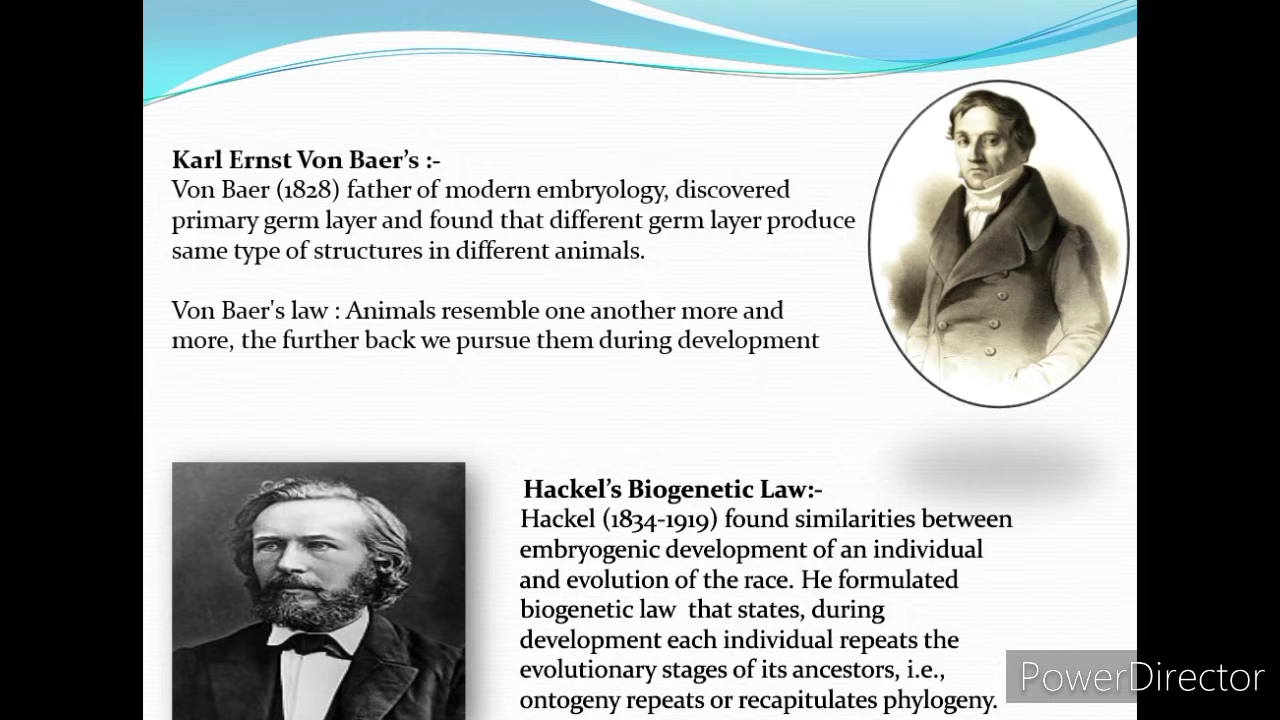 Karl Ernst Von Baer’s :-
Von Baer (1828) father of modern embryology, discovered
primary germ layer and found that different germ layer produce
same type of structures in different animals.
Von Baer's law : Animals resemble one another more and
more, the further back we pursue them during development
Hackel’s Biogenetic Law:-
Hackel (1834-1919) found similarities between
embryogenic development of an individual
and evolution of the race. He formulated
biogenetic law that states, during
development each individual repeats the
evolutionary stages of its ancestors, i.e.,
ontogeny repeats or recapitulates phylogeny.
PowerDirector